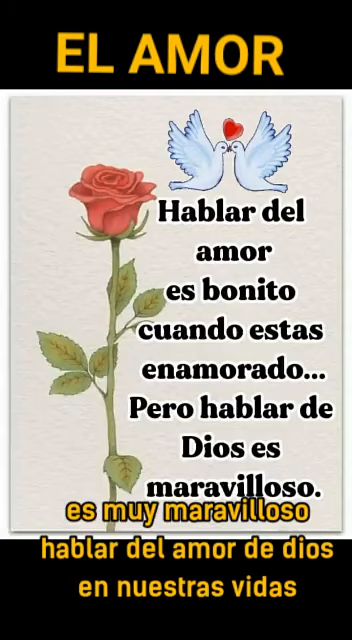 EL AMOR
Hablar del
amor
es bonito
cuando estas
enamorado...
Pero hablar de
Dios es
maravilloso.
es muy maravilloso
hablar del amor de dios
en nuestras vidas